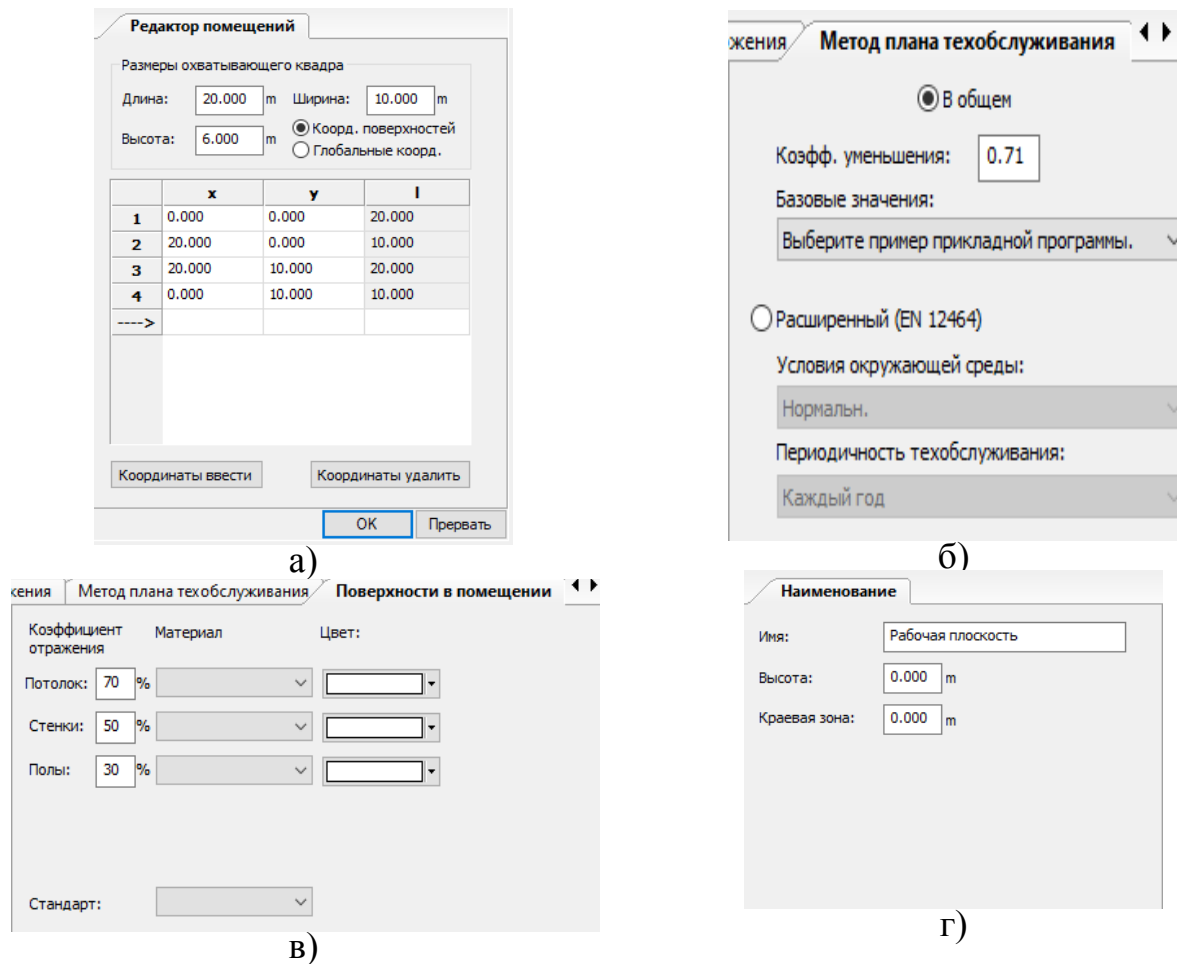 Редактор помещений
Размеры охватывающего квадра
Длина: 20.000 m Ширина: 10.000 m
Высота: 6.000 m
Коорд. поверхностей
Глобальные коорд.
x y l
1 0.000 0.000 20.000
2 20.000 0.000 10.000
3 20.000 10.000 20.000
4 0.000 10.000 10.000
---->
Координаты ввести Координаты удалить
OK Прервать
а)
жения Метод плана техобслуживания
В общем
Коэфф. уменьшения: 0.71
Базовые значения:
Выберите пример прикладной программы.
Расширенный (EN 12464)
Условия окружающей среды:
Нормальн.
Периодичность техобслуживания:
Каждый год
б)
жения Метод плана техобслуживания Поверхности в помещении
Коэффициент отражения Материал Цвет:
Потолок: 70 %
Стенки: 50 %
Полы: 30 %
Стандарт:
в)
Наименование
Имя: Рабочая плоскость
Высота: 0.000 m
Краевая зона: 0.000 m
г)